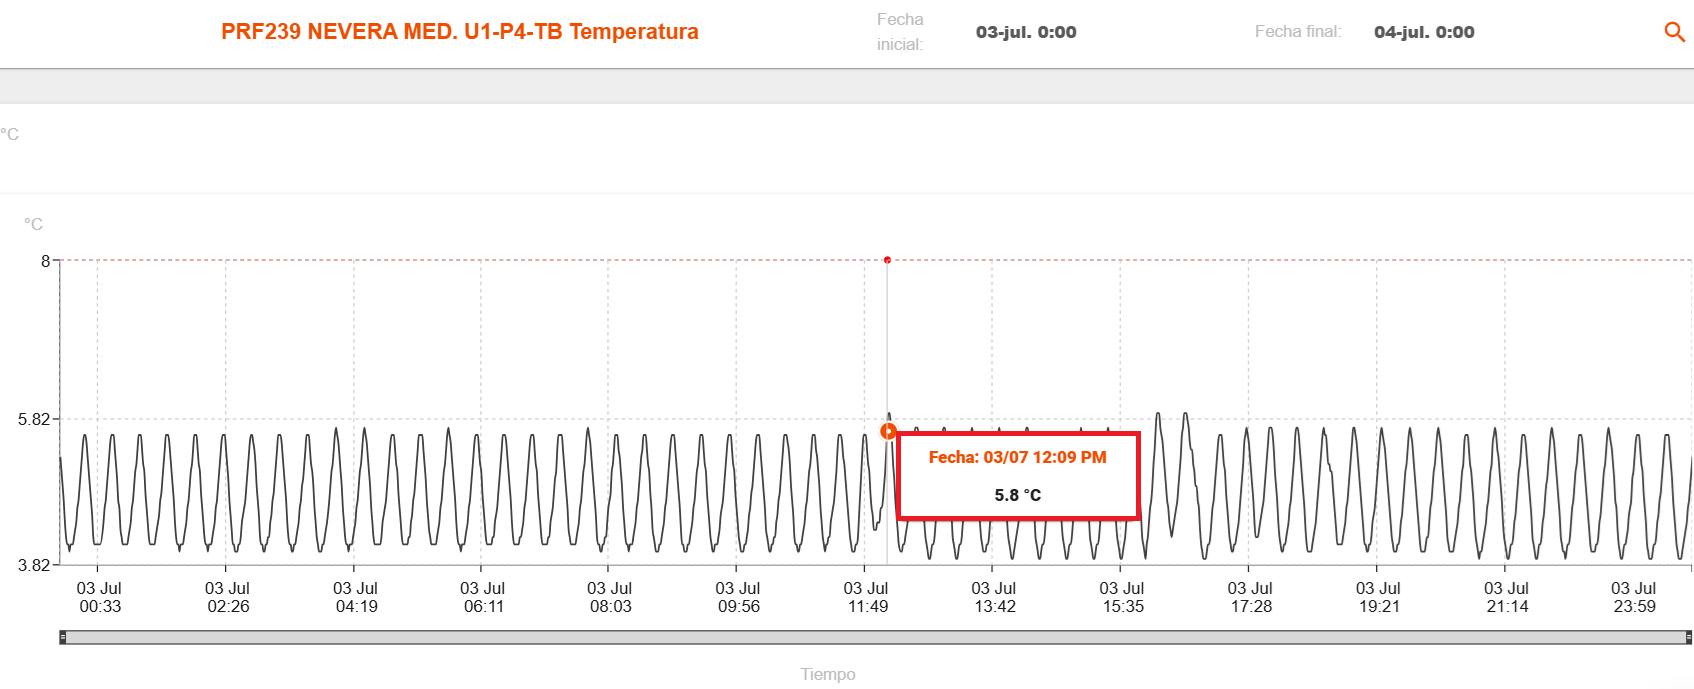 PRF239 NEVERA MED. U1-P4-TB Temperatura
Fecha inicial:
03-jul. 0:00
Fecha final:
04-jul. 0:00
°C
°C
8
5.82
3.82
Fecha: 03/07 12:09 PM
5.8 °C
03 Jul 00:33
03 Jul 02:26
03 Jul 04:19
03 Jul 06:11
03 Jul 08:03
03 Jul 09:56
03 Jul 11:49
03 Jul 13:42
03 Jul 15:35
03 Jul 17:28
03 Jul 19:21
03 Jul 21:14
03 Jul 23:59
Tiempo